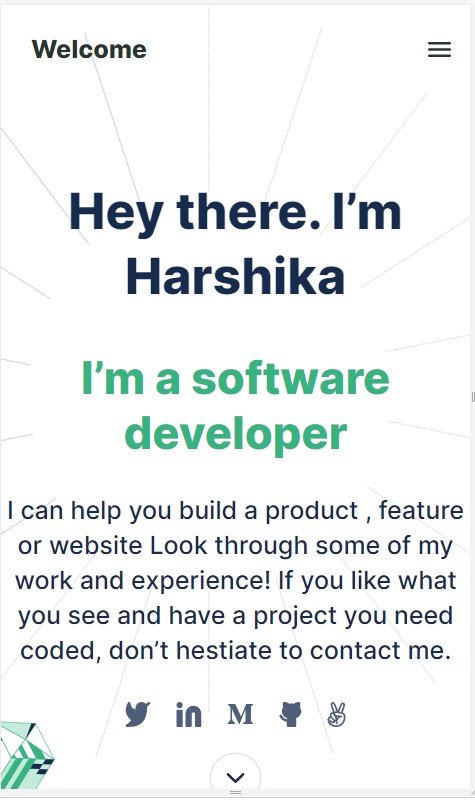 Welcome
Hey there. I’m
Harshika
I’m a software
developer
I can help you build a product , feature
or website Look through some of my
work and experience! If you like what
you see and have a project you need
coded, don’t hestiate to contact me.